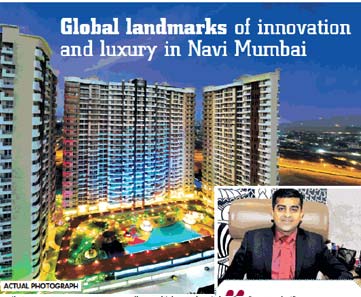 Global landmarks of innovation
and luxury in Navi Mumbai
ACTUAL PHOTOGRAPH